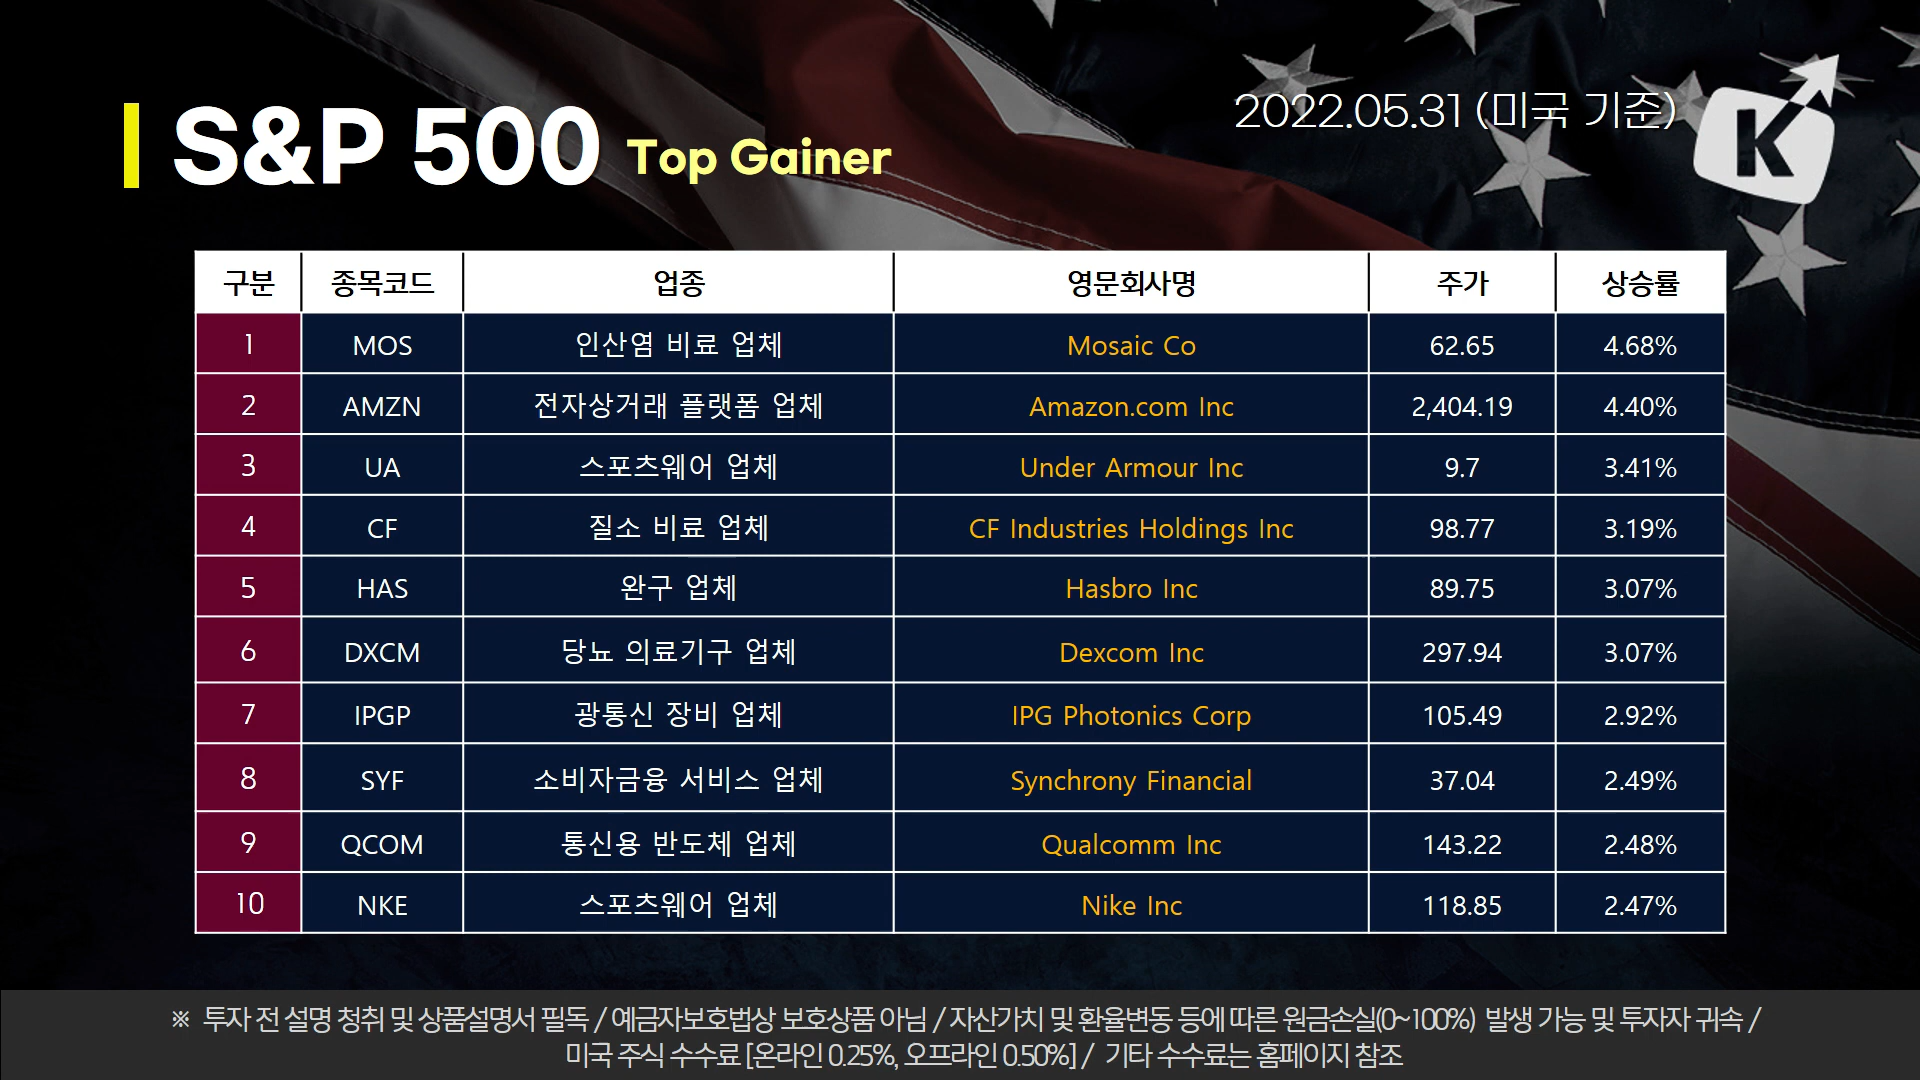 S&P 500 Top Gainer
2022.05.31 (미국 기준)
K
구분 종목코드 업종 영문회사명 주가 상승률
1 MOS 인산염 비료 업체 Mosaic Co 62.65 4.68%
2 AMZN 전자상거래 플랫폼 업체 Amazon.com Inc 2,404.19 4.40%
3 UA 스포츠웨어 업체 Under Armour Inc 9.7 3.41%
4 CF 질소 비료 업체 CF Industries Holdings Inc 98.77 3.19%
5 HAS 완구 업체 Hasbro Inc 89.75 3.07%
6 DXCM 당뇨 의료기구 업체 Dexcom Inc 297.94 3.07%
7 IPGP 광통신 장비 업체 IPG Photonics Corp 105.49 2.92%
8 SYF 소비자금융 서비스 업체 Synchrony Financial 37.04 2.49%
9 QCOM 통신용 반도체 업체 Qualcomm Inc 143.22 2.48%
10 NKE 스포츠웨어 업체 Nike Inc 118.85 2.47%
※ 투자 전 설명 청취 및 상품설명서 필독 / 예금자보호법상 보호상품 아님 / 자산가치 및 환율변동 등에 따른 원금손실(0~100%) 발생 가능 및 투자자 귀속 /
미국 주식 수수료 [온라인 0.25%, 오프라인 0.50%] / 기타 수수료는 홈페이지 참조